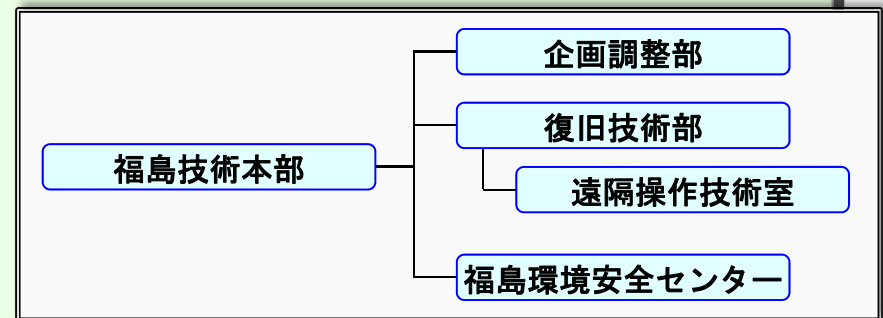 福島技術本部
企画調整部
復旧技術部
遠隔操作技術室
福島環境安全センター